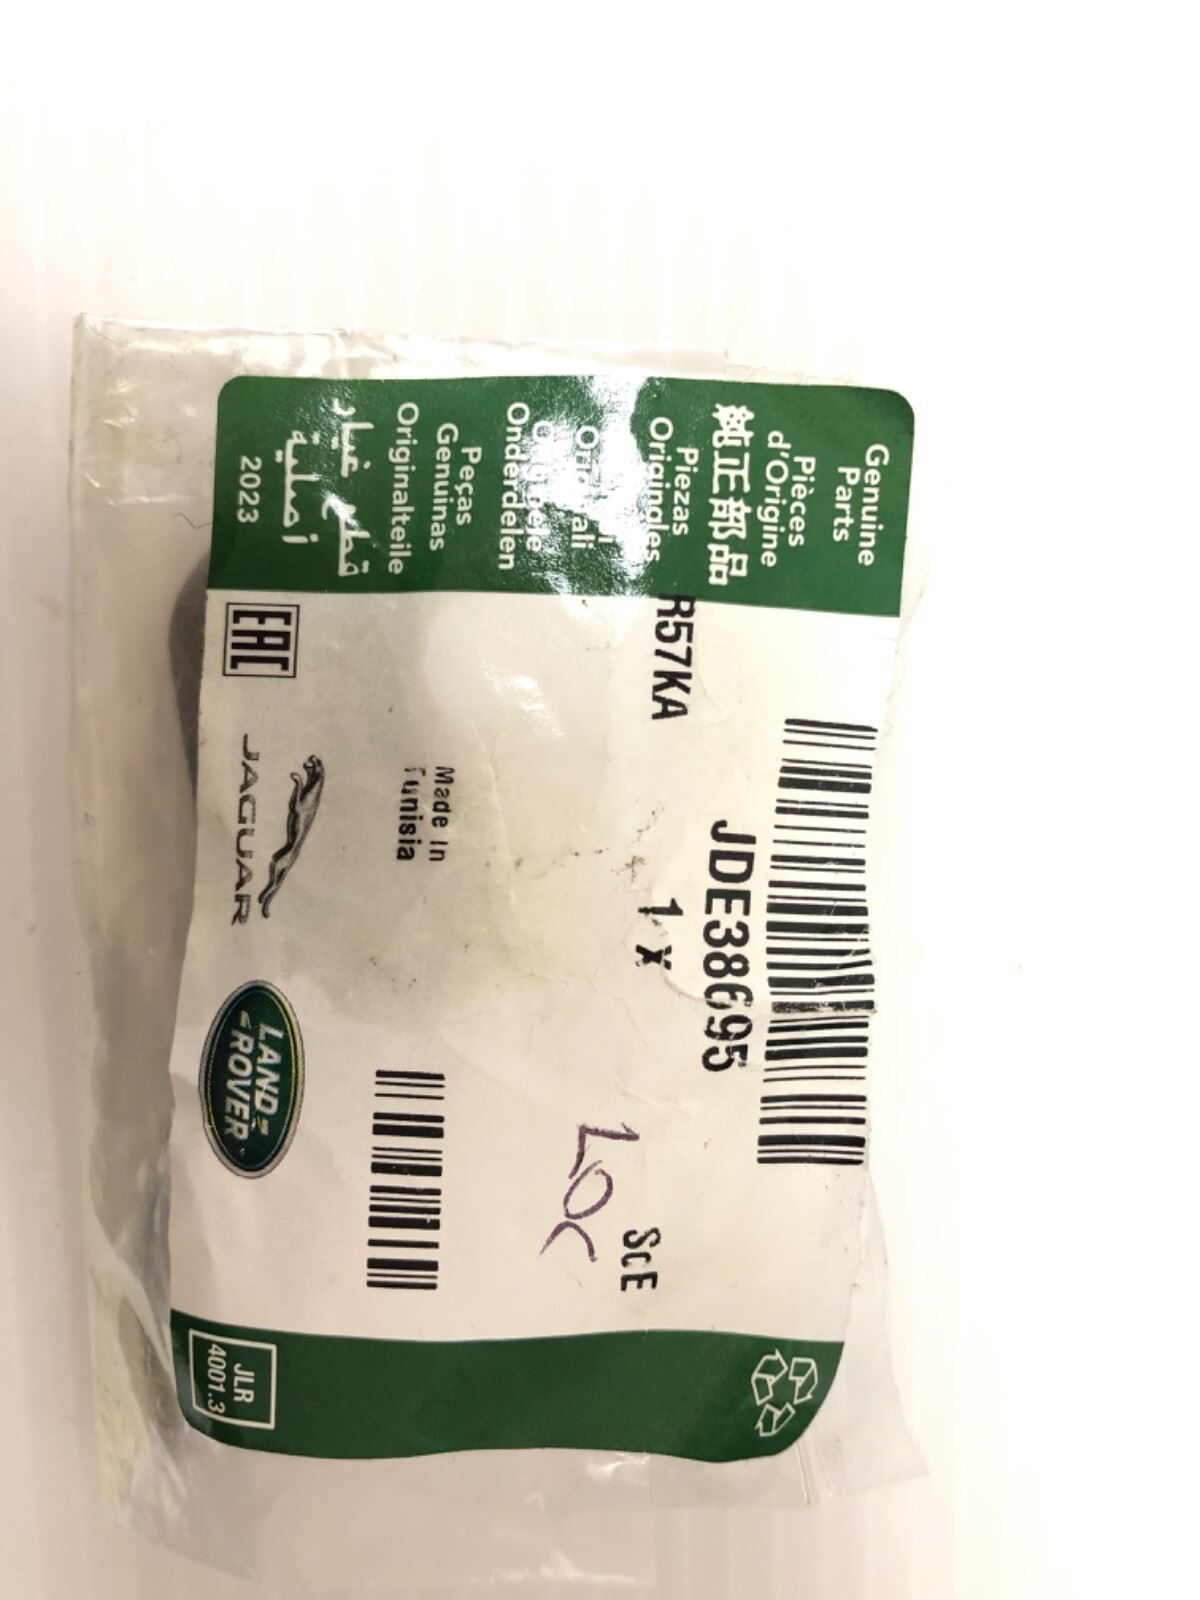 Genuine
Parts
Pièces
d'Origine
純正部品
Piezas
Originales
Onderdelen
Peças
Genuinas
Originalteile
قطع غيار
أصلية
2023
JDE38695
R57KA
1 X
ScE
LOC
Made In
Tunisia
EAC
JAGUAR
LAND
ROVER
JLR
4001.3